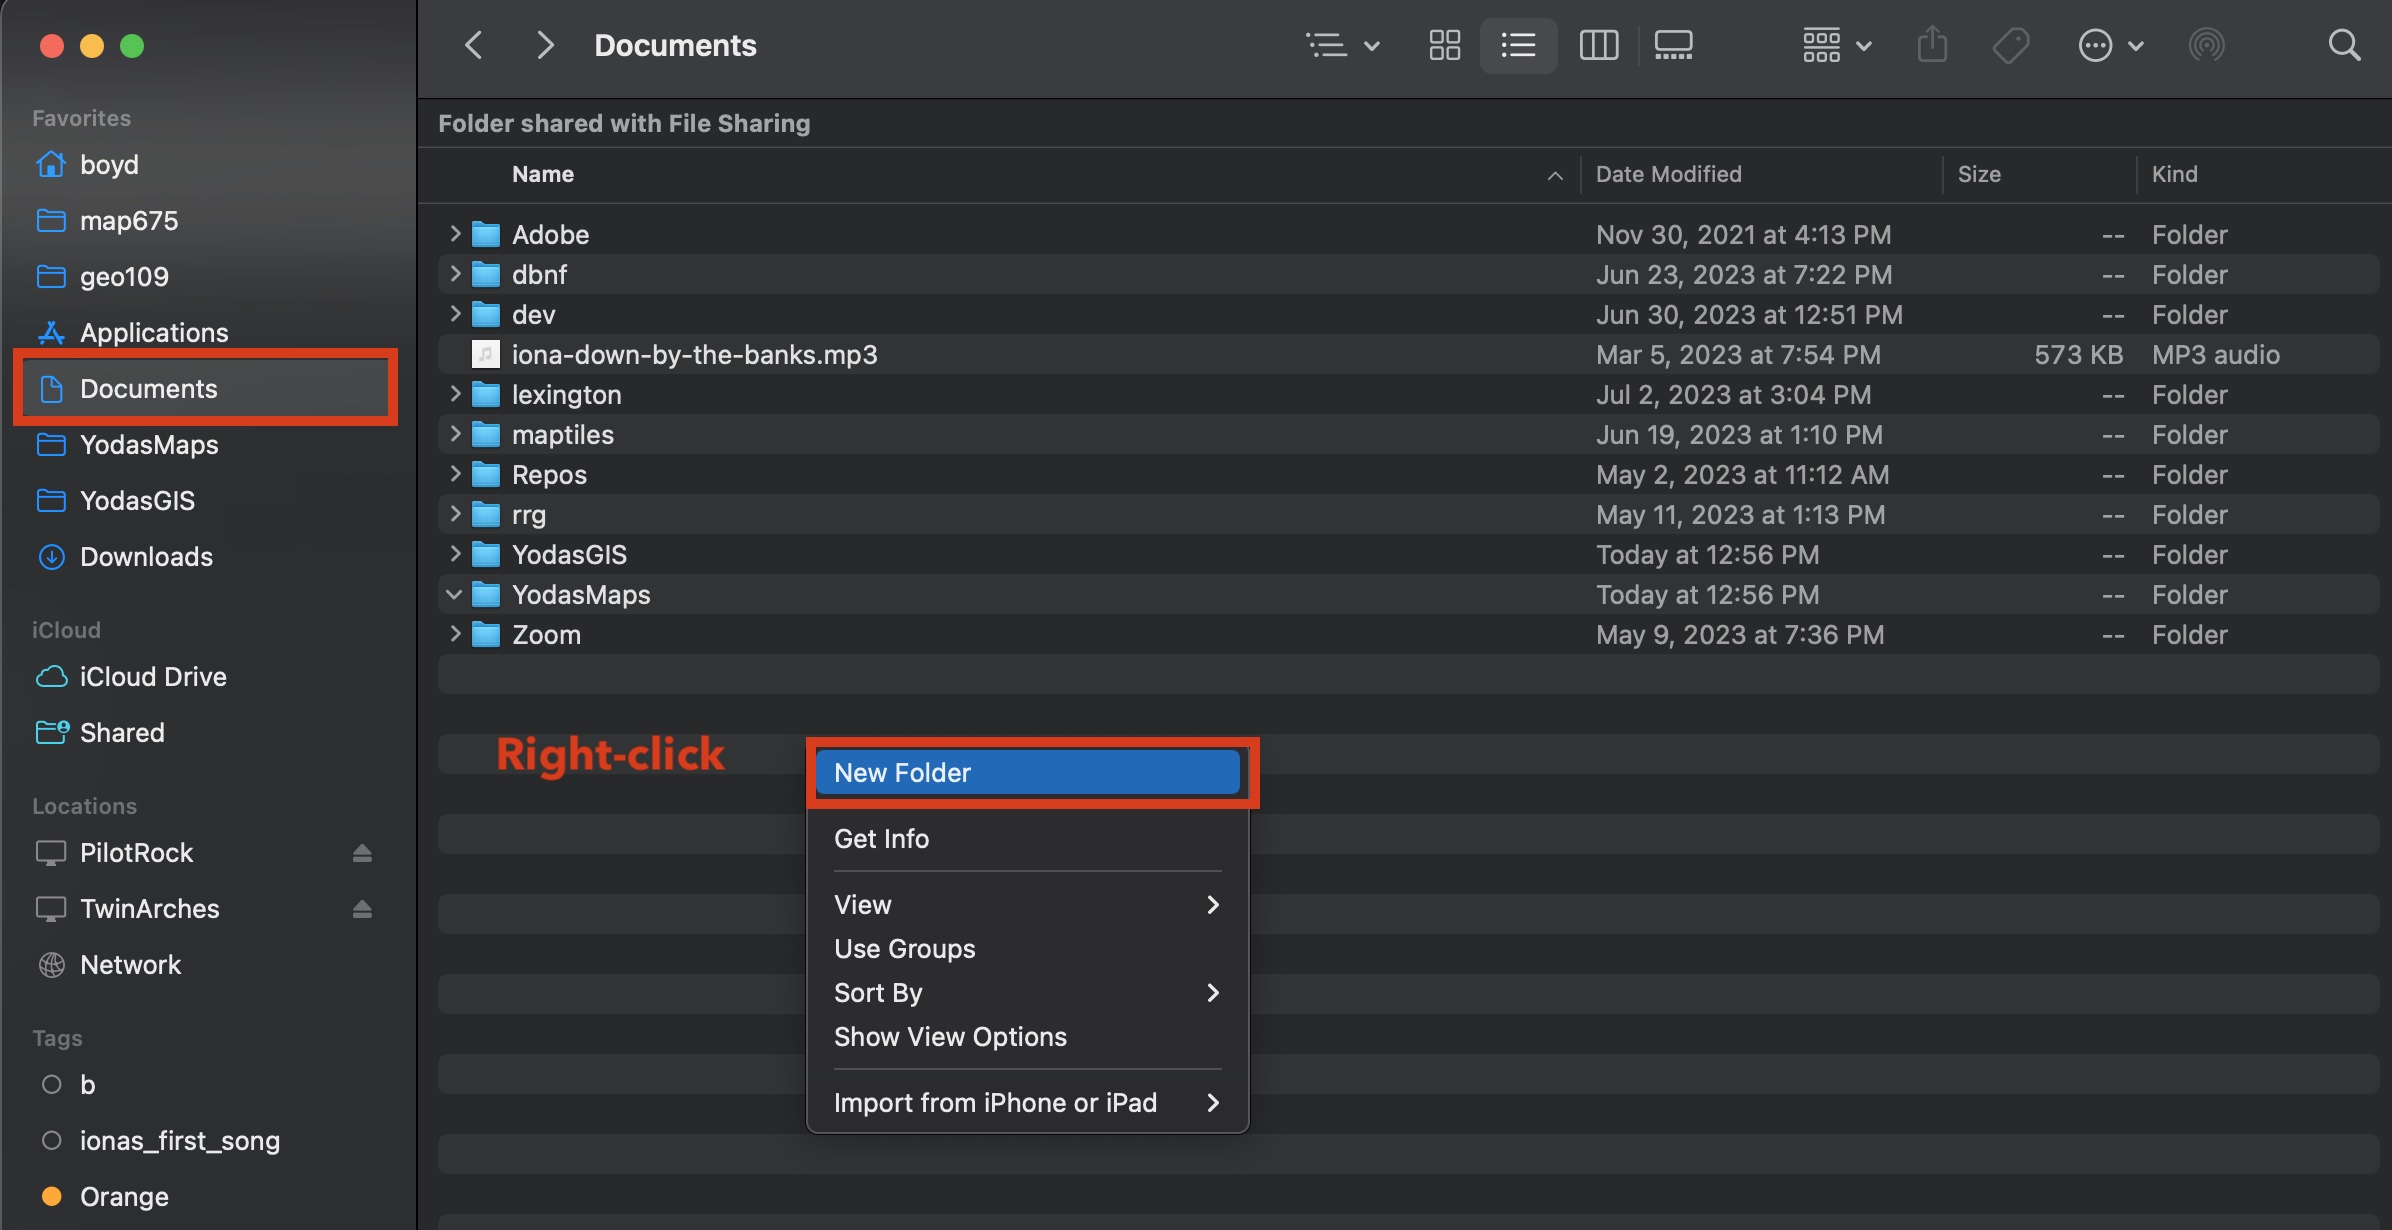 Documents
Favorites
boyd
map675
geo109
Applications
Documents
YodasMaps
YodasGIS
Downloads
iCloud
iCloud Drive
Shared
Locations
PilotRock
TwinArches
Network
Tags
b
ionas_first_song
Orange
Folder shared with File Sharing
Name Date Modified Size Kind
Adobe Nov 30, 2021 at 4:13 PM -- Folder
dbnf Jun 23, 2023 at 7:22 PM -- Folder
dev Jun 30, 2023 at 12:51 PM -- Folder
iona-down-by-the-banks.mp3 Mar 5, 2023 at 7:54 PM 573 KB MP3 audio
lexington Jul 2, 2023 at 3:04 PM -- Folder
maptiles Jun 19, 2023 at 1:10 PM -- Folder
Repos May 2, 2023 at 11:12 AM -- Folder
rrg May 11, 2023 at 1:13 PM -- Folder
YodasGIS Today at 12:56 PM -- Folder
YodasMaps Today at 12:56 PM -- Folder
Zoom May 9, 2023 at 7:36 PM -- Folder
Right-click
New Folder
Get Info
View
Use Groups
Sort By
Show View Options
Import from iPhone or iPad